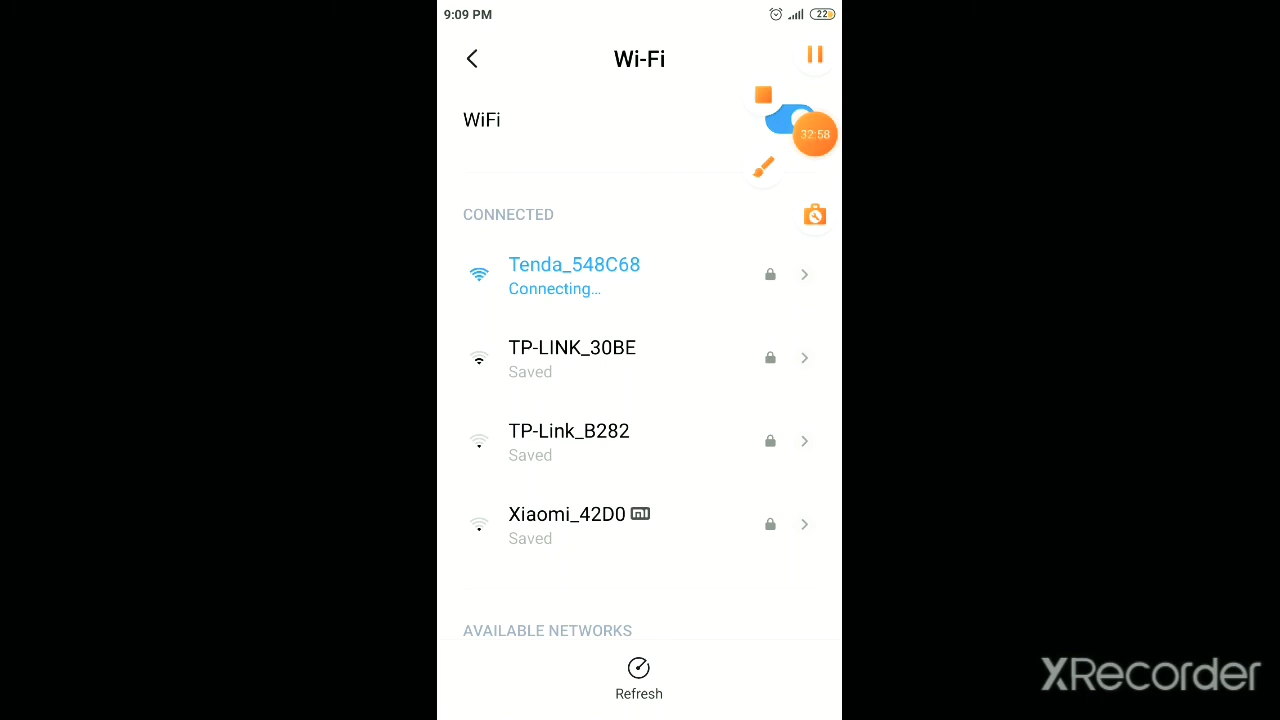 9:09 PM
22
Wi-Fi
WiFi
32:58
CONNECTED
Tenda_548C68
Connecting...
TP-LINK_30BE
Saved
TP-Link_B282
Saved
Xiaomi_42D0
Saved
AVAILABLE NETWORKS
Refresh
XRecorder